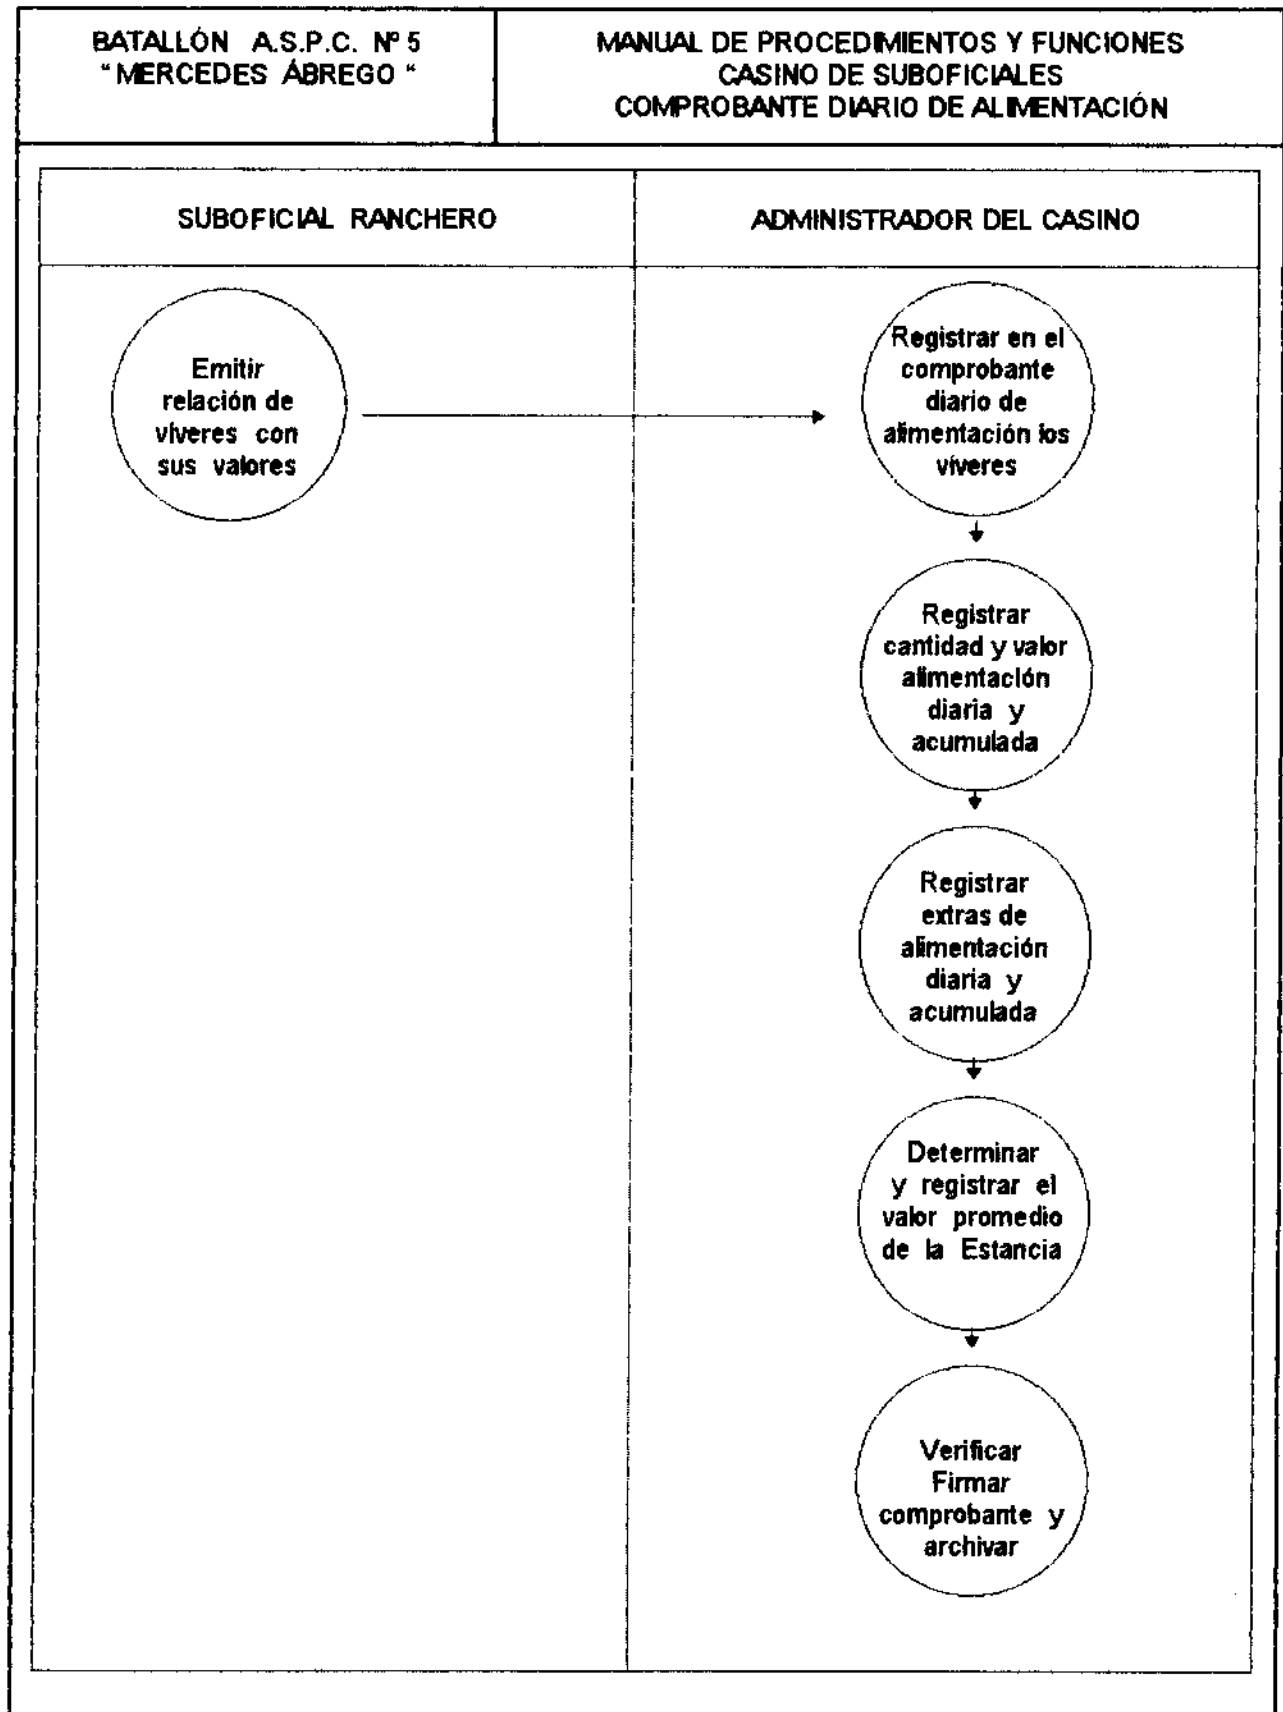 BATALLÓN A.S.P.C. Nº 5
“MERCEDES ÁBREGO “
MANUAL DE PROCEDIMIENTOS Y FUNCIONES
CASINO DE SUBOFICIALES
COMPROBANTE DIARIO DE ALIMENTACIÓN
SUBOFICIAL RANCHERO
ADMINISTRADOR DEL CASINO
Emitir
relación de
víveres con
sus valores
Registrar en el
comprobante
diario de
alimentación los
víveres
Registrar
cantidad y valor
alimentación
diaria y
acumulada
Registrar
extras de
alimentación
diaria y
acumulada
Determinar
y registrar el
valor promedio
de la Estancia
Verificar
Firmar
comprobante y
archivar